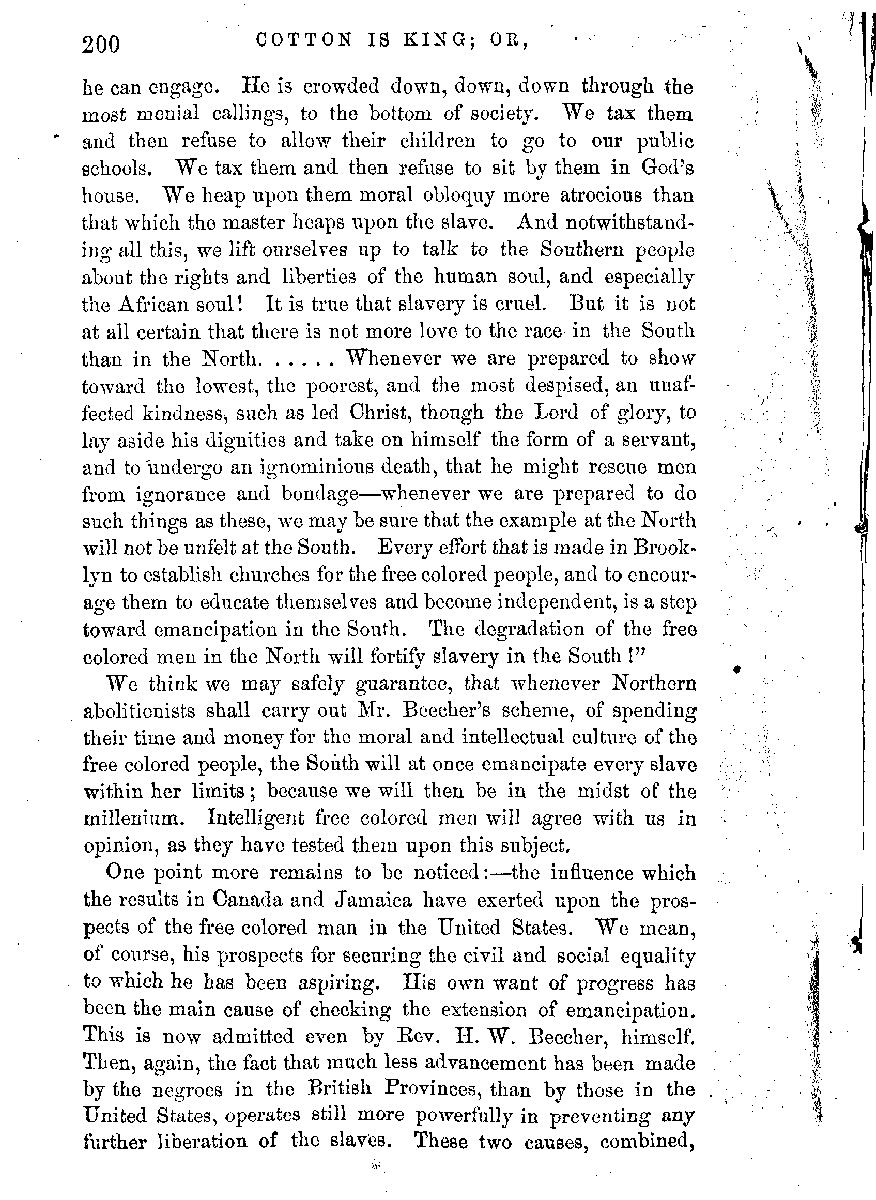 200 COTTON IS KING; OR,
he can engage. He is crowded down, down, down through the
most menial callings, to the bottom of society. We tax them
and then refuse to allow their children to go to our public
schools. We tax them and then refuse to sit by them in God's
house. We heap upon them moral obloquy more atrocious than
that which the master heaps upon the slave. And notwithstand-
ing all this, we lift ourselves up to talk to the Southern people
about the rights and liberties of the human soul, and especially
the African soul! It is true that slavery is cruel. But it is not
at all certain that there is not more love to the race in the South
than in the North. . . . . . Whenever we are prepared to show
toward the lowest, the poorest, and the most despised, an unaf-
fected kindness, such as led Christ, though the Lord of glory, to
lay aside his dignities and take on himself the form of a servant,
and to undergo an ignominious death, that he might rescue men
from ignorance and bondage—whenever we are prepared to do
such things as these, we may be sure that the example at the North
will not be unfelt at the South. Every effort that is made in Brook-
lyn to establish churches for the free colored people, and to encour-
age them to educate themselves and become independent, is a step
toward emancipation in the South. The degradation of the free
colored men in the North will fortify slavery in the South!"
We think we may safely guarantee, that whenever Northern
abolitionists shall carry out Mr. Beecher's scheme, of spending
their time and money for the moral and intellectual culture of the
free colored people, the South will at once emancipate every slave
within her limits; because we will then be in the midst of the
millenium. Intelligent free colored men will agree with us in
opinion, as they have tested them upon this subject.
One point more remains to be noticed:—the influence which
the results in Canada and Jamaica have exerted upon the pros-
pects of the free colored man in the United States. We mean,
of course, his prospects for securing the civil and social equality
to which he has been aspiring. His own want of progress has
been the main cause of checking the extension of emancipation.
This is now admitted even by Rev. H. W. Beecher, himself.
Then, again, the fact that much less advancement has been made
by the negroes in the British Provinces, than by those in the
United States, operates still more powerfully in preventing any
further liberation of the slaves. These two causes, combined,